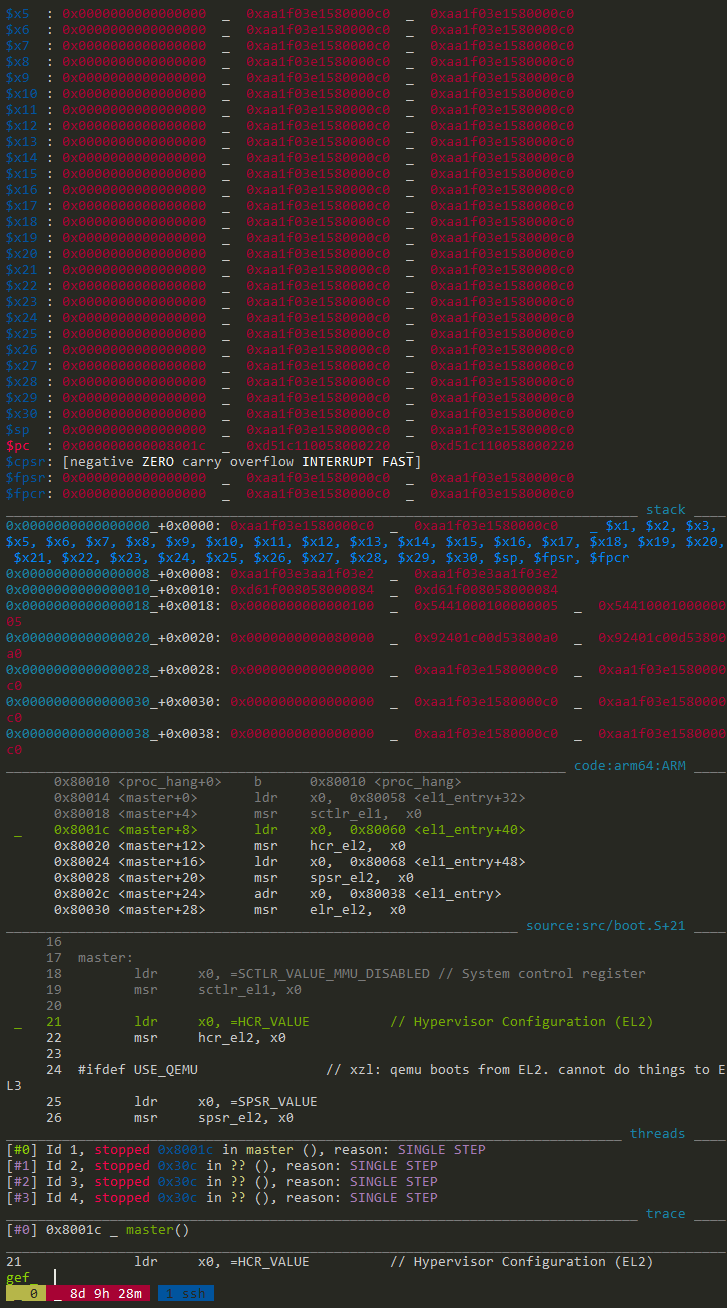 $x5  : 0x0000000000000000  _  0xaa1f03e1580000c0  _  0xaa1f03e1580000c0
$x6  : 0x0000000000000000  _  0xaa1f03e1580000c0  _  0xaa1f03e1580000c0
$x7  : 0x0000000000000000  _  0xaa1f03e1580000c0  _  0xaa1f03e1580000c0
$x8  : 0x0000000000000000  _  0xaa1f03e1580000c0  _  0xaa1f03e1580000c0
$x9  : 0x0000000000000000  _  0xaa1f03e1580000c0  _  0xaa1f03e1580000c0
$x10 : 0x0000000000000000  _  0xaa1f03e1580000c0  _  0xaa1f03e1580000c0
$x11 : 0x0000000000000000  _  0xaa1f03e1580000c0  _  0xaa1f03e1580000c0
$x12 : 0x0000000000000000  _  0xaa1f03e1580000c0  _  0xaa1f03e1580000c0
$x13 : 0x0000000000000000  _  0xaa1f03e1580000c0  _  0xaa1f03e1580000c0
$x14 : 0x0000000000000000  _  0xaa1f03e1580000c0  _  0xaa1f03e1580000c0
$x15 : 0x0000000000000000  _  0xaa1f03e1580000c0  _  0xaa1f03e1580000c0
$x16 : 0x0000000000000000  _  0xaa1f03e1580000c0  _  0xaa1f03e1580000c0
$x17 : 0x0000000000000000  _  0xaa1f03e1580000c0  _  0xaa1f03e1580000c0
$x18 : 0x0000000000000000  _  0xaa1f03e1580000c0  _  0xaa1f03e1580000c0
$x19 : 0x0000000000000000  _  0xaa1f03e1580000c0  _  0xaa1f03e1580000c0
$x20 : 0x0000000000000000  _  0xaa1f03e1580000c0  _  0xaa1f03e1580000c0
$x21 : 0x0000000000000000  _  0xaa1f03e1580000c0  _  0xaa1f03e1580000c0
$x22 : 0x0000000000000000  _  0xaa1f03e1580000c0  _  0xaa1f03e1580000c0
$x23 : 0x0000000000000000  _  0xaa1f03e1580000c0  _  0xaa1f03e1580000c0
$x24 : 0x0000000000000000  _  0xaa1f03e1580000c0  _  0xaa1f03e1580000c0
$x25 : 0x0000000000000000  _  0xaa1f03e1580000c0  _  0xaa1f03e1580000c0
$x26 : 0x0000000000000000  _  0xaa1f03e1580000c0  _  0xaa1f03e1580000c0
$x27 : 0x0000000000000000  _  0xaa1f03e1580000c0  _  0xaa1f03e1580000c0
$x28 : 0x0000000000000000  _  0xaa1f03e1580000c0  _  0xaa1f03e1580000c0
$x29 : 0x0000000000000000  _  0xaa1f03e1580000c0  _  0xaa1f03e1580000c0
$x30 : 0x0000000000000000  _  0xaa1f03e1580000c0  _  0xaa1f03e1580000c0
$sp  : 0x0000000000000000  _  0xaa1f03e1580000c0  _  0xaa1f03e1580000c0
$pc  : 0x000000000008001c  _  0xd51c110058000220  _  0xd51c110058000220
$cpsr: [negative ZERO carry overflow INTERRUPT FAST]
$fpsr: 0x0000000000000000  _  0xaa1f03e1580000c0  _  0xaa1f03e1580000c0
$fpcr: 0x0000000000000000  _  0xaa1f03e1580000c0  _  0xaa1f03e1580000c0
stack
0x0000000000000000_+0x0000: 0xaa1f03e1580000c0  _  0xaa1f03e1580000c0    _ $x1, $x2, $x3,
$x5, $x6, $x7, $x8, $x9, $x10, $x11, $x12, $x13, $x14, $x15, $x16, $x17, $x18, $x19, $x20,
$x21, $x22, $x23, $x24, $x25, $x26, $x27, $x28, $x29, $x30, $sp, $fpsr, $fpcr
0x0000000000000008_+0x0008: 0xaa1f03e3aa1f03e2  _  0xaa1f03e3aa1f03e2
0x0000000000000010_+0x0010: 0xd61f008058000084  _  0xd61f008058000084
0x0000000000000018_+0x0018: 0x0000000000000100  _  0x5441000100000005  _  0x54410001000000
05
0x0000000000000020_+0x0020: 0x0000000000080000  _  0x92401c00d53800a0  _  0x92401c00d53800
a0
0x0000000000000028_+0x0028: 0x0000000000000000  _  0xaa1f03e1580000c0  _  0xaa1f03e1580000
c0
0x0000000000000030_+0x0030: 0x0000000000000000  _  0xaa1f03e1580000c0  _  0xaa1f03e1580000
c0
0x0000000000000038_+0x0038: 0x0000000000000000  _  0xaa1f03e1580000c0  _  0xaa1f03e1580000
c0
code:arm64:ARM
0x80010 <proc_hang+0>    b      0x80010 <proc_hang>
0x80014 <master+0>       ldr    x0,  0x80058 <el1_entry+32>
0x80018 <master+4>       msr    sctlr_el1,  x0
_    0x8001c <master+8>       ldr    x0,  0x80060 <el1_entry+40>
0x80020 <master+12>      msr    hcr_el2,  x0
0x80024 <master+16>      ldr    x0,  0x80068 <el1_entry+48>
0x80028 <master+20>      msr    spsr_el2,  x0
0x8002c <master+24>      adr    x0,  0x80038 <el1_entry>
0x80030 <master+28>      msr    elr_el2,  x0
source:src/boot.S+21
16
17  master:
18         ldr     x0, =SCTLR_VALUE_MMU_DISABLED // System control register
19         msr     sctlr_el1, x0
20
_   21         ldr     x0, =HCR_VALUE          // Hypervisor Configuration (EL2)
22         msr     hcr_el2, x0
23
24  #ifdef USE_QEMU                // xzl: qemu boots from EL2. cannot do things to E
L3
25         ldr     x0, =SPSR_VALUE
26         msr     spsr_el2, x0
threads
[#0] Id 1, stopped 0x8001c in master (), reason: SINGLE STEP
[#1] Id 2, stopped 0x30c in ?? (), reason: SINGLE STEP
[#2] Id 3, stopped 0x30c in ?? (), reason: SINGLE STEP
[#3] Id 4, stopped 0x30c in ?? (), reason: SINGLE STEP
trace
[#0] 0x8001c _ master()
21              ldr     x0, =HCR_VALUE          // Hypervisor Configuration (EL2)
gef_
_ 0  _ 8d 9h 28m  1 ssh